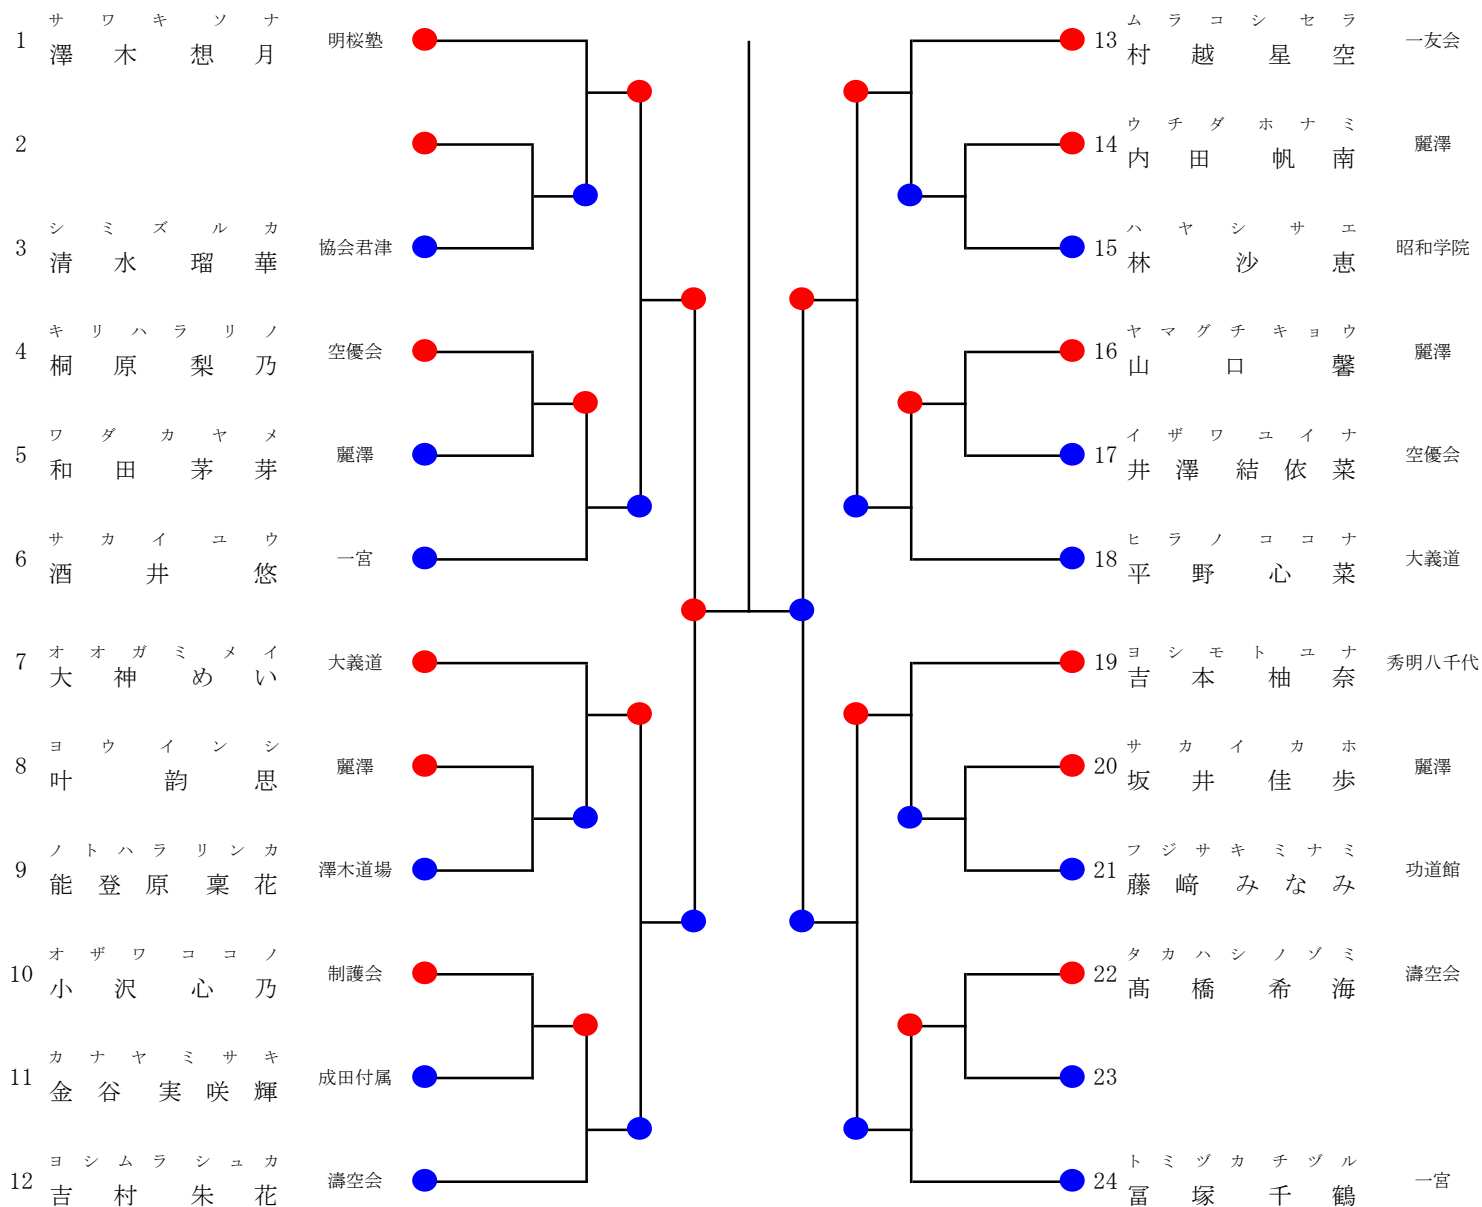 サワキ ソナ
1 澤木 想月 明桜塾
2
シミズ ルカ
3 清水 瑠華 協会君津
キリハラ リノ
4 桐原 梨乃 空優会
ワダ カヤメ
5 和田 茅芽 麗澤
サカイ ユウ
6 酒井 悠 一宮
オオガミ メイ
7 大神 めい 大義道
ヨウ インシ
8 叶 韵思 麗澤
ノトハラ リンカ
9 能登原 稟花 澤木道場
オザワ ココノ
10 小沢 心乃 制護会
カナヤ ミサキ
11 金谷 実咲輝 成田付属
ヨシムラ シュカ
12 吉村 朱花 濤空会
ムラコシ セラ
13 村越 星空 一友会
ウチダ ホナミ
14 内田 帆南 麗澤
ハヤシ サエ
15 林 沙恵 昭和学院
ヤマグチ キョウ
16 山口 馨 麗澤
イザワ ユイナ
17 井澤 結依菜 空優会
ヒラノ ココナ
18 平野 心菜 大義道
ヨシモト ユナ
19 吉本 柚奈 秀明八千代
サカイ カホ
20 坂井 佳歩 麗澤
フジサキ ミナミ
21 藤﨑 みなみ 功道館
タカハシ ノゾミ
22 髙橋 希海 濤空会
23
トミヅカ チヅル
24 冨塚 千鶴 一宮